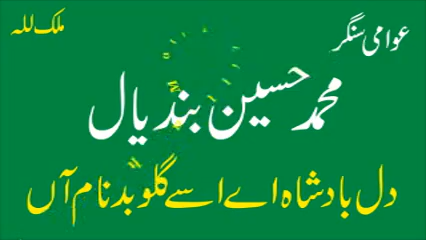 عوامی سنگر
ملک للہ
محمد حسین بندیال
دل بادشاہ اے اسے گلو بدنام آں